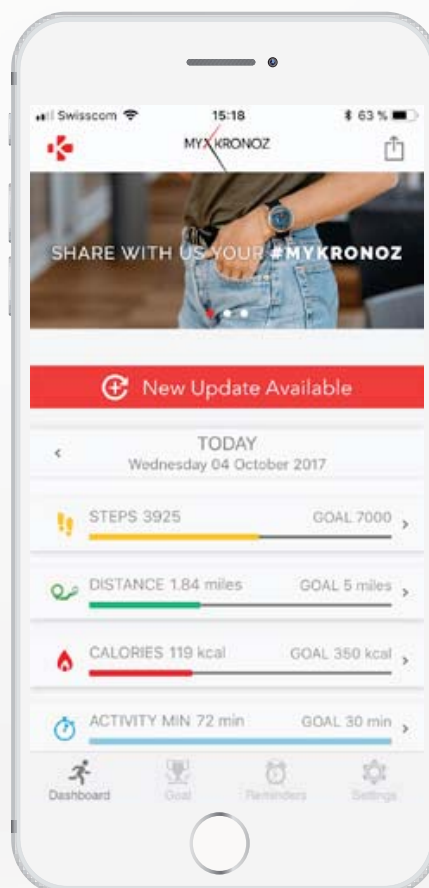 Swisscom 15:18 63 %
MYKRONOZ
SHARE WITH US YOUR #MYKRONOZ
New Update Available
TODAY
Wednesday 04 October 2017
STEPS 3925 GOAL 7000
DISTANCE 1.84 miles GOAL 5 miles
CALORIES 119 kcal GOAL 350 kcal
ACTIVITY MIN 72 min GOAL 30 min
Dashboard Goal Reminders Settings